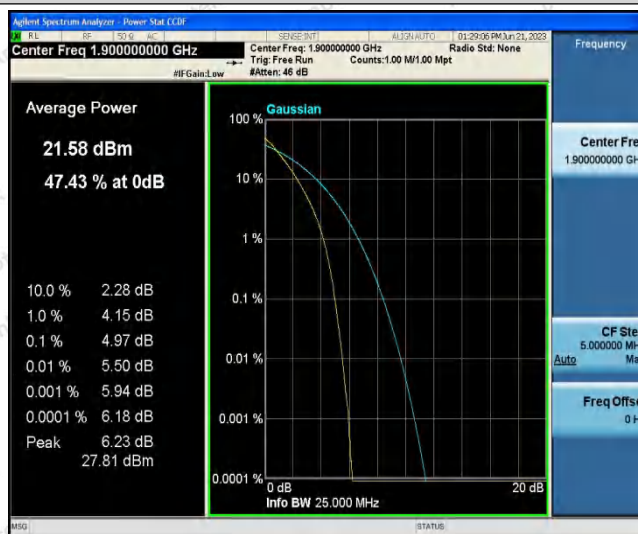 Agilent Spectrum Analyzer - Power Stat CCDF
RL RF 50 Ω AC SENSE:INT ALIGN AUTO 01:29:06 PM Jun 21, 2023
Center Freq 1.900000000 GHz
Center Freq: 1.900000000 GHz Radio Std: None
Trig: Free Run Counts:1.00 M/1.00 Mpt
#IFGain:Low #Atten: 46 dB
Frequency
Average Power
21.58 dBm
47.43 % at 0dB
10.0 % 2.28 dB
1.0 % 4.15 dB
0.1 % 4.97 dB
0.01 % 5.50 dB
0.001 % 5.94 dB
0.0001 % 6.18 dB
Peak 6.23 dB
27.81 dBm
Gaussian
100 %
10 %
1 %
0.1 %
0.01 %
0.001 %
0.0001 %
0 dB 20 dB
Info BW 25.000 MHz
Center Fre
1.900000000 GH
CF Ste
5.000000 MH
Auto Ma
Freq Offse
0 H
MSG STATUS